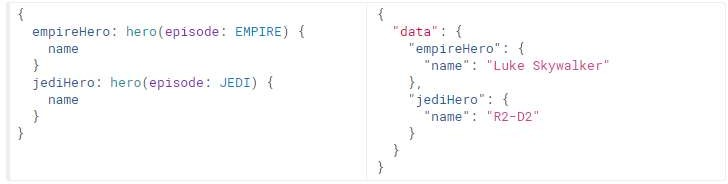 {
  empireHero: hero(episode: EMPIRE) {
    name
  }
  jediHero: hero(episode: JEDI) {
    name
  }
}
{
  "data": {
    "empireHero": {
      "name": "Luke Skywalker"
    },
    "jediHero": {
      "name": "R2-D2"
    }
  }
}